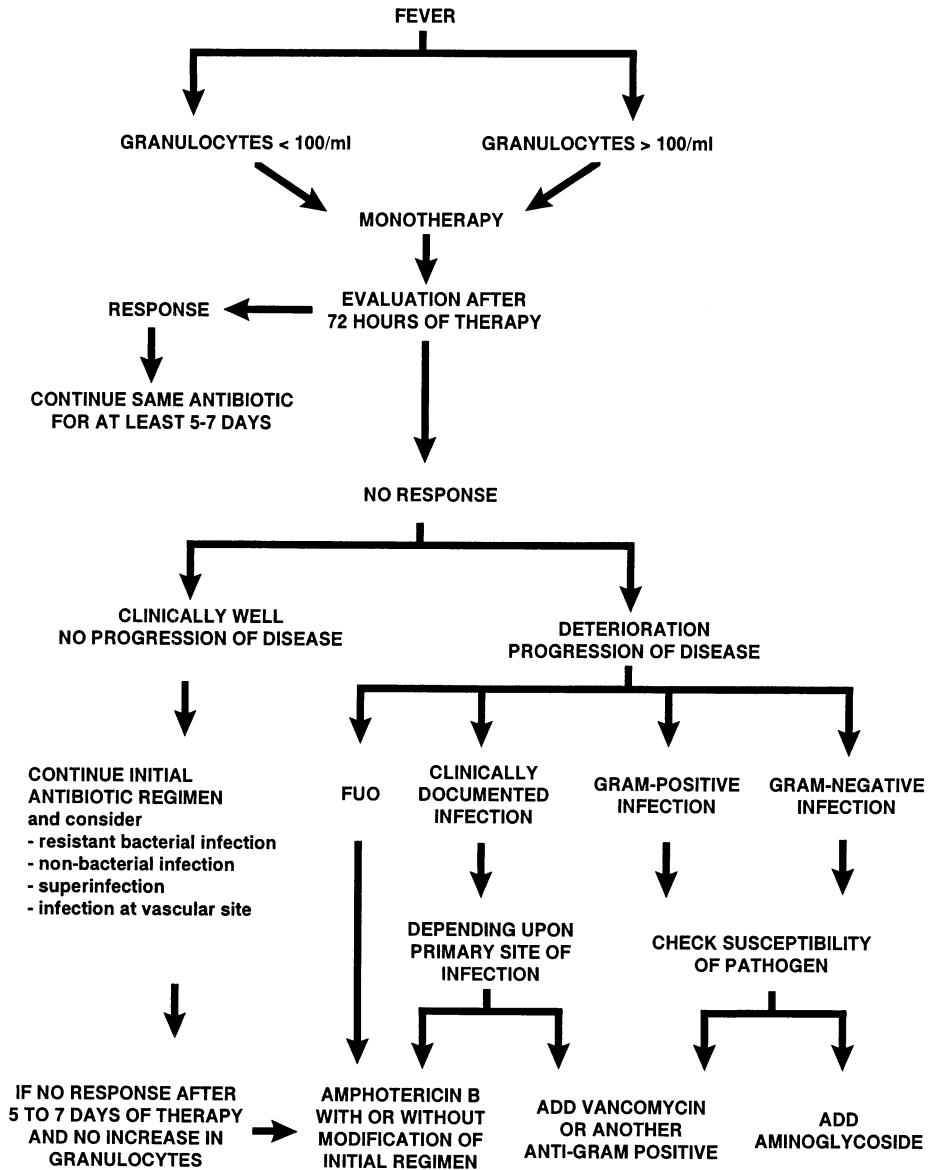 FEVER
GRANULOCYTES < 100/ml
GRANULOCYTES > 100/ml
MONOTHERAPY
EVALUATION AFTER
72 HOURS OF THERAPY
RESPONSE
CONTINUE SAME ANTIBIOTIC
FOR AT LEAST 5-7 DAYS
NO RESPONSE
CLINICALLY WELL
NO PROGRESSION OF DISEASE
DETERIORATION
PROGRESSION OF DISEASE
CONTINUE INITIAL
ANTIBIOTIC REGIMEN
and consider
- resistant bacterial infection
- non-bacterial infection
- superinfection
- infection at vascular site
FUO
CLINICALLY
DOCUMENTED
INFECTION
GRAM-POSITIVE
INFECTION
GRAM-NEGATIVE
INFECTION
DEPENDING UPON
PRIMARY SITE OF
INFECTION
CHECK SUSCEPTIBILITY
OF PATHOGEN
IF NO RESPONSE AFTER
5 TO 7 DAYS OF THERAPY
AND NO INCREASE IN
GRANULOCYTES
AMPHOTERICIN B
WITH OR WITHOUT
MODIFICATION OF
INITIAL REGIMEN
ADD VANCOMYCIN
OR ANOTHER
ANTI-GRAM POSITIVE
ADD
AMINOGLYCOSIDE